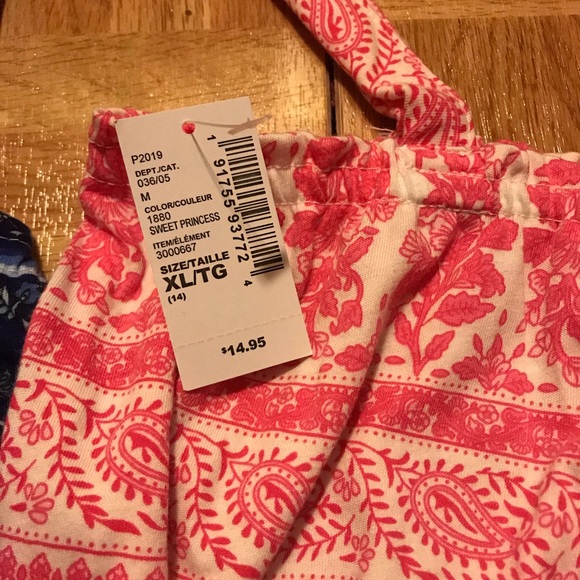 P2019
DEPT./CAT.
036/05
M
COLOR/COULEUR
1880
SWEET PRINCESS
ITEM/ÉLÉMENT
3000667
SIZE/TAILLE
XL/TG
(14)
$14.95
1 91755 93772 4